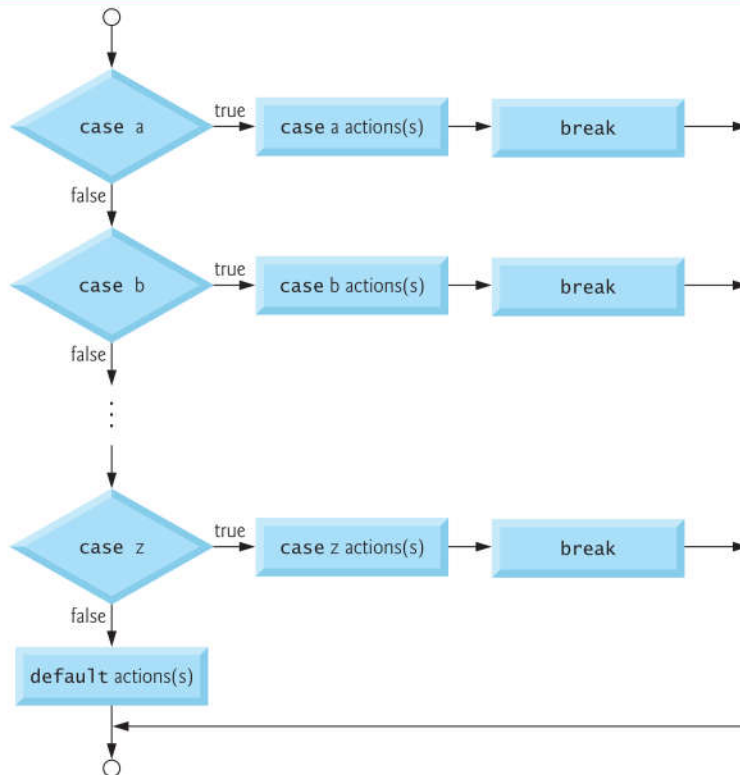 case a
true
case a actions(s)
break
false
case b
true
case b actions(s)
break
false
case z
true
case z actions(s)
break
false
default actions(s)